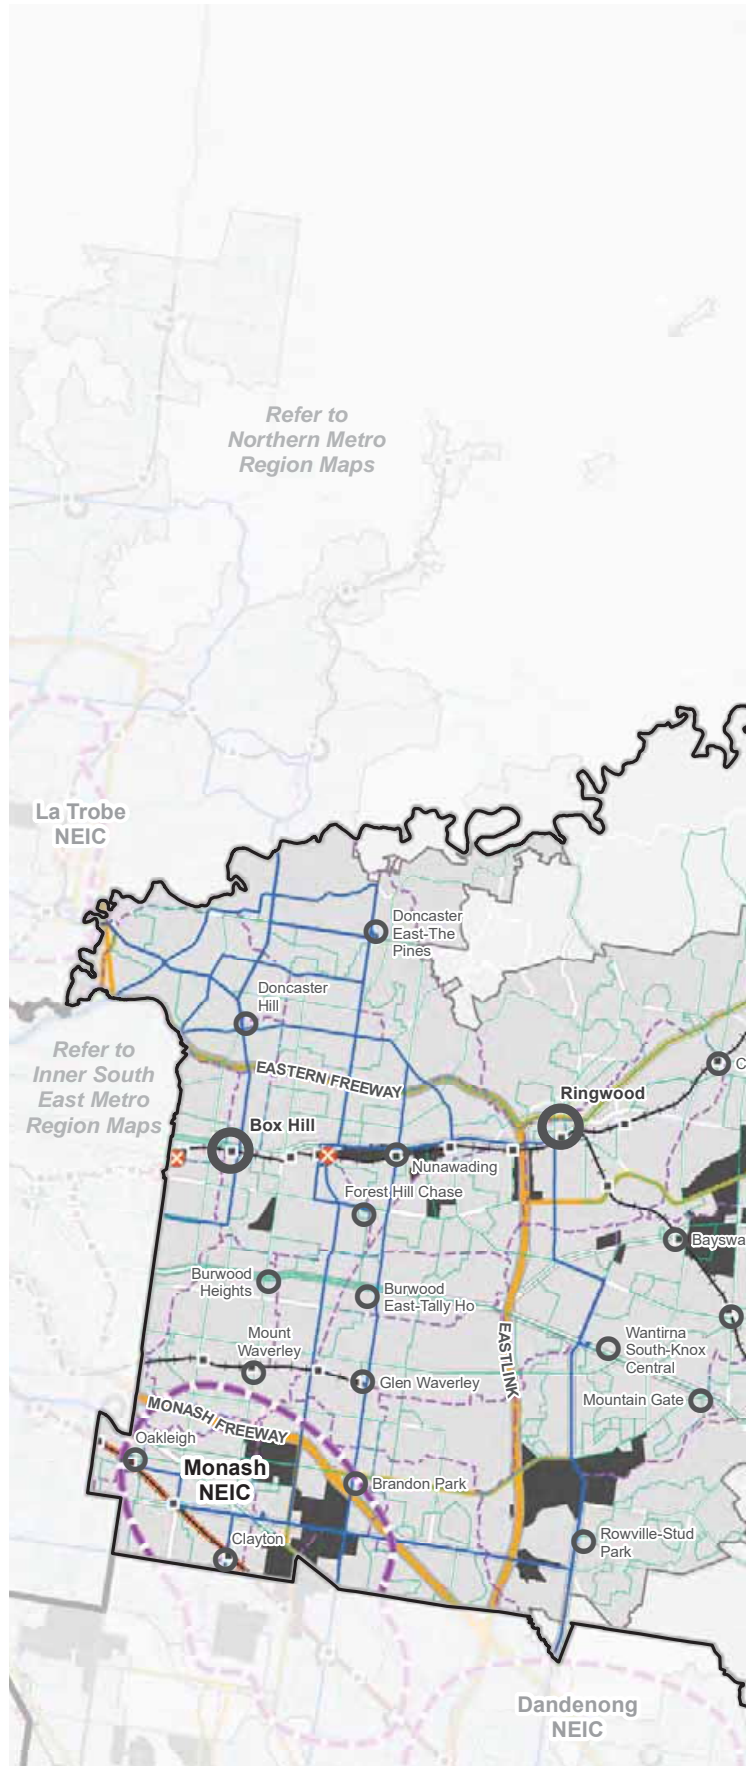 Refer to
Northern Metro
Region Maps
La Trobe
NEIC
Doncaster
East-The
Pines
Doncaster
Hill
Refer to
Inner South
East Metro
Region Maps
EASTERN FREEWAY
Ringwood
Box Hill
Nunawading
Forest Hill Chase
Bayswa
Burwood
Heights
Burwood
East-Tally Ho
EASTLINK
Mount
Waverley
Wantirna
South-Knox
Central
Glen Waverley
Mountain Gate
MONASH FREEWAY
Oakleigh
Monash
NEIC
Brandon Park
Clayton
Rowville-Stud
Park
Dandenong
NEIC